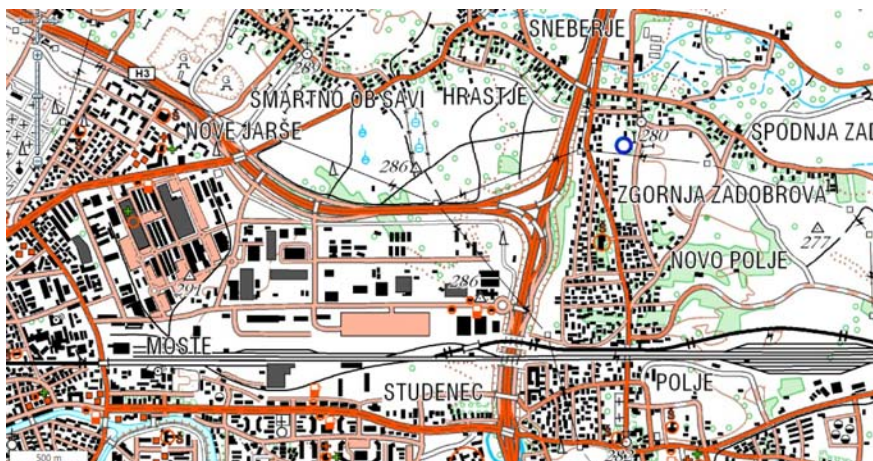 SNEBERJE
H3
ŠMARTNO OB SAVI
HRASTJE
NOVE JARŠE
280
SPODNJA ZAD
286
ZGORNJA ZADOBROVA
277
NOVO POLJE
291
286
MOSTE
STUDENEC
POLJE
282
500 m